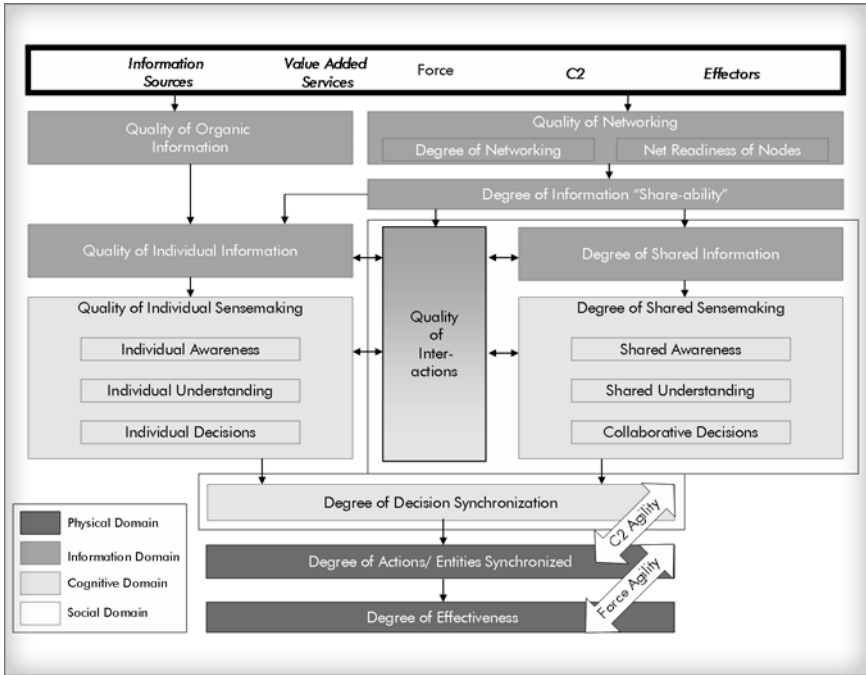 Information
Sources
Value Added
Services
Force
C2
Effectors
Quality of Organic
Information
Quality of Networking
Degree of Networking
Net Readiness of Nodes
Degree of Information “Share-ability”
Quality of Individual Information
Degree of Shared Information
Quality of Individual Sensemaking
Individual Awareness
Individual Understanding
Individual Decisions
Quality
of
Inter-
actions
Degree of Shared Sensemaking
Shared Awareness
Shared Understanding
Collaborative Decisions
Degree of Decision Synchronization
C2 Agility
Degree of Actions/ Entities Synchronized
Force Agility
Degree of Effectiveness
Physical Domain
Information Domain
Cognitive Domain
Social Domain